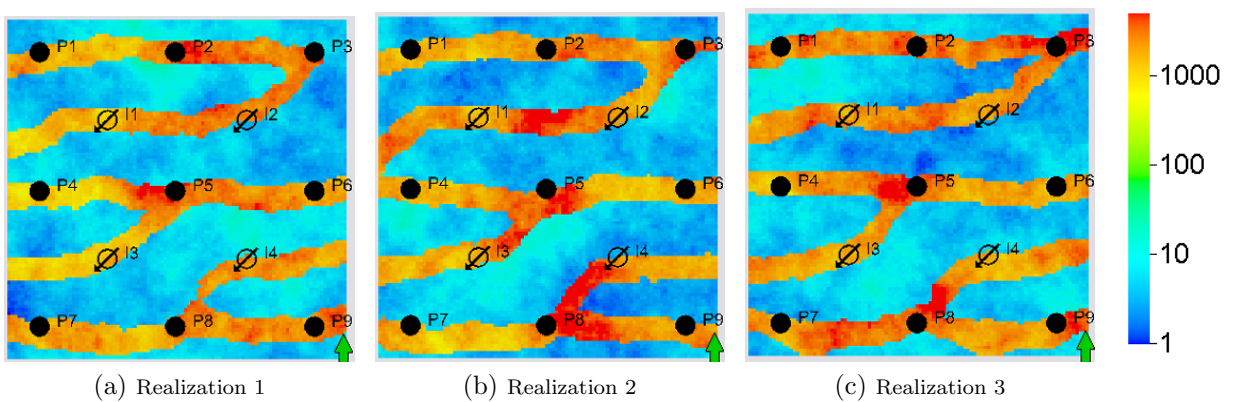 P1 P2 P3
I1 I2
P4 P5 P6
I3 I4
P7 P8 P9
P1 P2 P3
I1 I2
P4 P5 P6
I3 I4
P7 P8 P9
P1 P2 P3
I1 I2
P4 P5 P6
I3 I4
P7 P8 P9
1000
100
10
1
(a) Realization 1
(b) Realization 2
(c) Realization 3